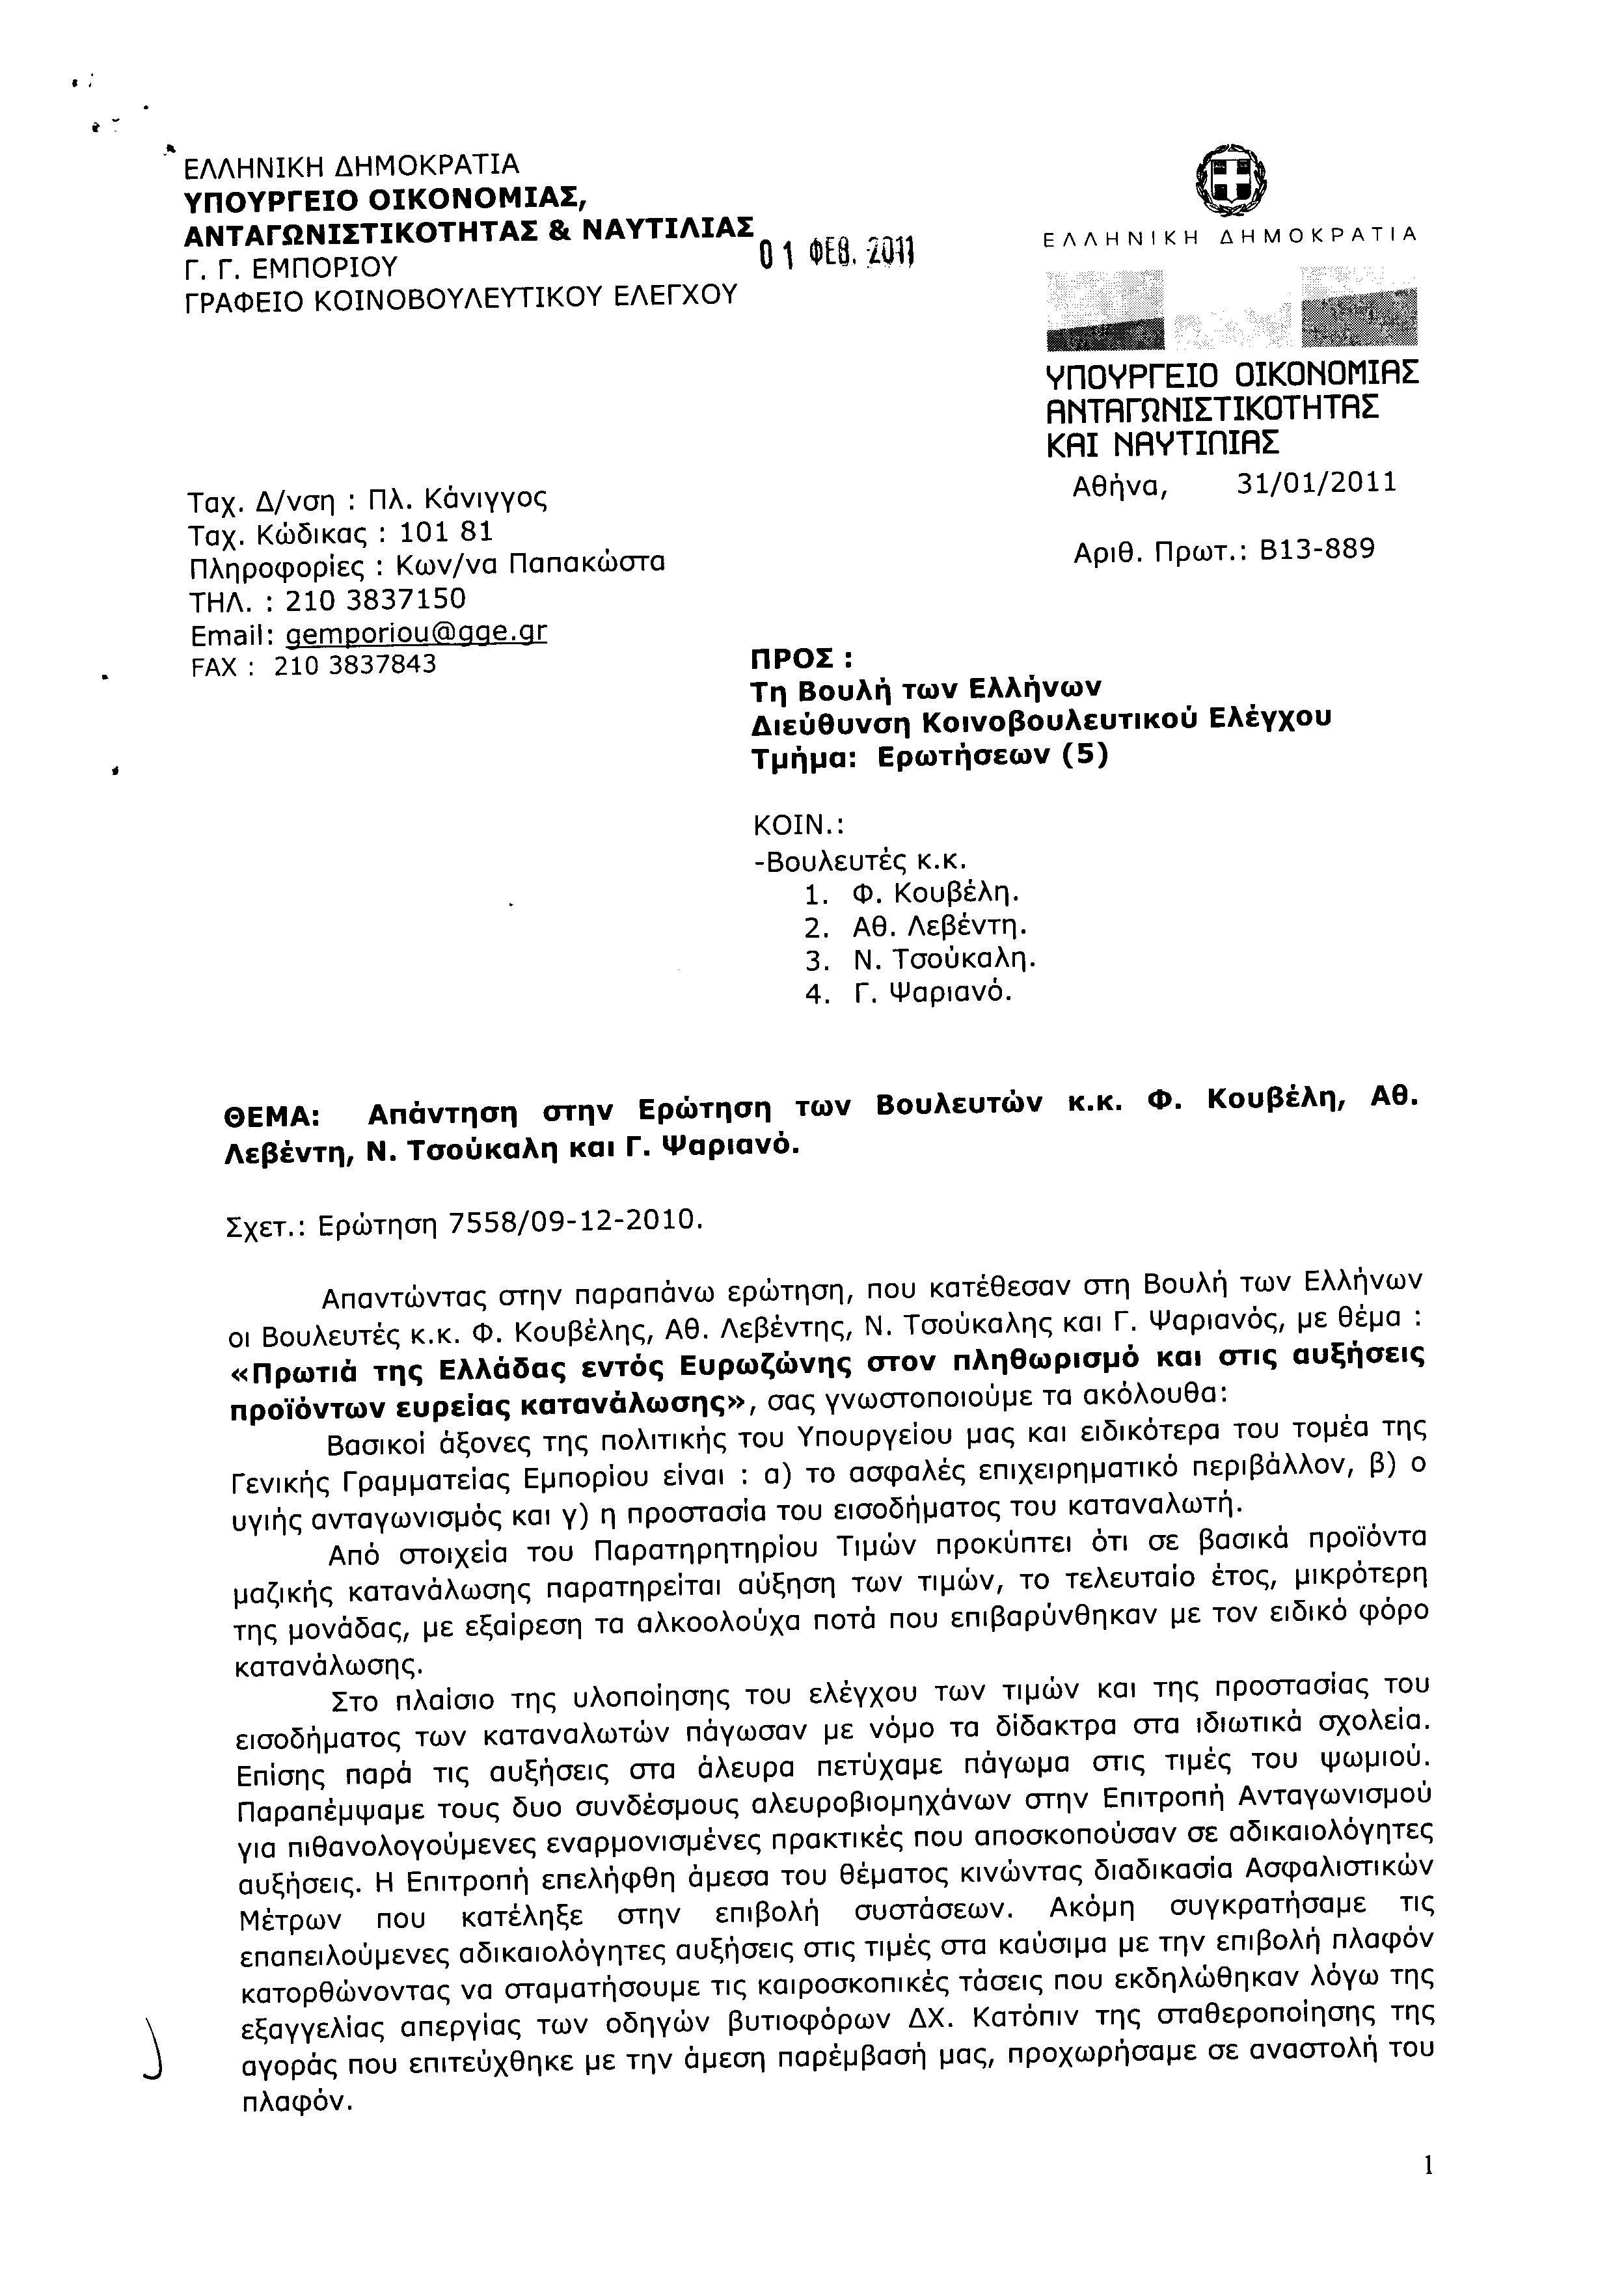 ΕΛΛΗΝΙΚΗ ΔΗΜΟΚΡΑΤΙΑ
ΥΠΟΥΡΓΕΙΟ ΟΙΚΟΝΟΜΙΑΣ,
ΑΝΤΑΓΩΝΙΣΤΙΚΟΤΗΤΑΣ & ΝΑΥΤΙΛΙΑΣ
Γ. Γ. ΕΜΠΟΡΙΟΥ
ΓΡΑΦΕΙΟ ΚΟΙΝΟΒΟΥΛΕΥΤΙΚΟΥ ΕΛΕΓΧΟΥ
01 ΦΕΒ. 2011
ΕΛΛΗΝΙΚΗ ΔΗΜΟΚΡΑΤΙΑ
ΥΠΟΥΡΓΕΙΟ ΟΙΚΟΝΟΜΙΑΣ
ΑΝΤΑΓΩΝΙΣΤΙΚΟΤΗΤΑΣ
ΚΑΙ ΝΑΥΤΙΛΙΑΣ
Αθήνα, 31/01/2011
Αριθ. Πρωτ.: Β13-889
Ταχ. Δ/νση : Πλ. Κάνιγγος
Ταχ. Κώδικας : 101 81
Πληροφορίες : Κων/να Παπακώστα
ΤΗΛ. : 210 3837150
Email: gemporiou@gge.gr
FAX : 210 3837843
ΠΡΟΣ :
Τη Βουλή των Ελλήνων
Διεύθυνση Κοινοβουλευτικού Ελέγχου
Τμήμα: Ερωτήσεων (5)
ΚΟΙΝ.:
-Βουλευτές κ.κ.
1. Φ. Κουβέλη.
2. Αθ. Λεβέντη.
3. Ν. Τσούκαλη.
4. Γ. Ψαριανό.
ΘΕΜΑ: Απάντηση στην Ερώτηση των Βουλευτών κ.κ. Φ. Κουβέλη, Αθ.
Λεβέντη, Ν. Τσούκαλη και Γ. Ψαριανό.
Σχετ.: Ερώτηση 7558/09-12-2010.
Απαντώντας στην παραπάνω ερώτηση, που κατέθεσαν στη Βουλή των Ελλήνων
οι Βουλευτές κ.κ. Φ. Κουβέλης, Αθ. Λεβέντης, Ν. Τσούκαλης και Γ. Ψαριανός, με θέμα :
«Πρωτιά της Ελλάδας εντός Ευρωζώνης στον πληθωρισμό και στις αυξήσεις
προϊόντων ευρείας κατανάλωσης», σας γνωστοποιούμε τα ακόλουθα:
Βασικοί άξονες της πολιτικής του Υπουργείου μας και ειδικότερα του τομέα της
Γενικής Γραμματείας Εμπορίου είναι : α) το ασφαλές επιχειρηματικό περιβάλλον, β) ο
υγιής ανταγωνισμός και γ) η προστασία του εισοδήματος του καταναλωτή.
Από στοιχεία του Παρατηρητηρίου Τιμών προκύπτει ότι σε βασικά προϊόντα
μαζικής κατανάλωσης παρατηρείται αύξηση των τιμών, το τελευταίο έτος, μικρότερη
της μονάδας, με εξαίρεση τα αλκοολούχα ποτά που επιβαρύνθηκαν με τον ειδικό φόρο
κατανάλωσης.
Στο πλαίσιο της υλοποίησης του ελέγχου των τιμών και της προστασίας του
εισοδήματος των καταναλωτών πάγωσαν με νόμο τα δίδακτρα στα ιδιωτικά σχολεία.
Επίσης παρά τις αυξήσεις στα άλευρα πετύχαμε πάγωμα στις τιμές του ψωμιού.
Παραπέμψαμε τους δυο συνδέσμους αλευροβιομηχάνων στην Επιτροπή Ανταγωνισμού
για πιθανολογούμενες εναρμονισμένες πρακτικές που αποσκοπούσαν σε αδικαιολόγητες
αυξήσεις. Η Επιτροπή επελήφθη άμεσα του θέματος κινώντας διαδικασία Ασφαλιστικών
Μέτρων που κατέληξε στην επιβολή συστάσεων. Ακόμη συγκρατήσαμε τις
επαπειλούμενες αδικαιολόγητες αυξήσεις στις τιμές στα καύσιμα με την επιβολή πλαφόν
κατορθώνοντας να σταματήσουμε τις καιροσκοπικές τάσεις που εκδηλώθηκαν λόγω της
εξαγγελίας απεργίας των οδηγών βυτιοφόρων ΔΧ. Κατόπιν της σταθεροποίησης της
αγοράς που επιτεύχθηκε με την άμεση παρέμβασή μας, προχωρήσαμε σε αναστολή του
πλαφόν.
1